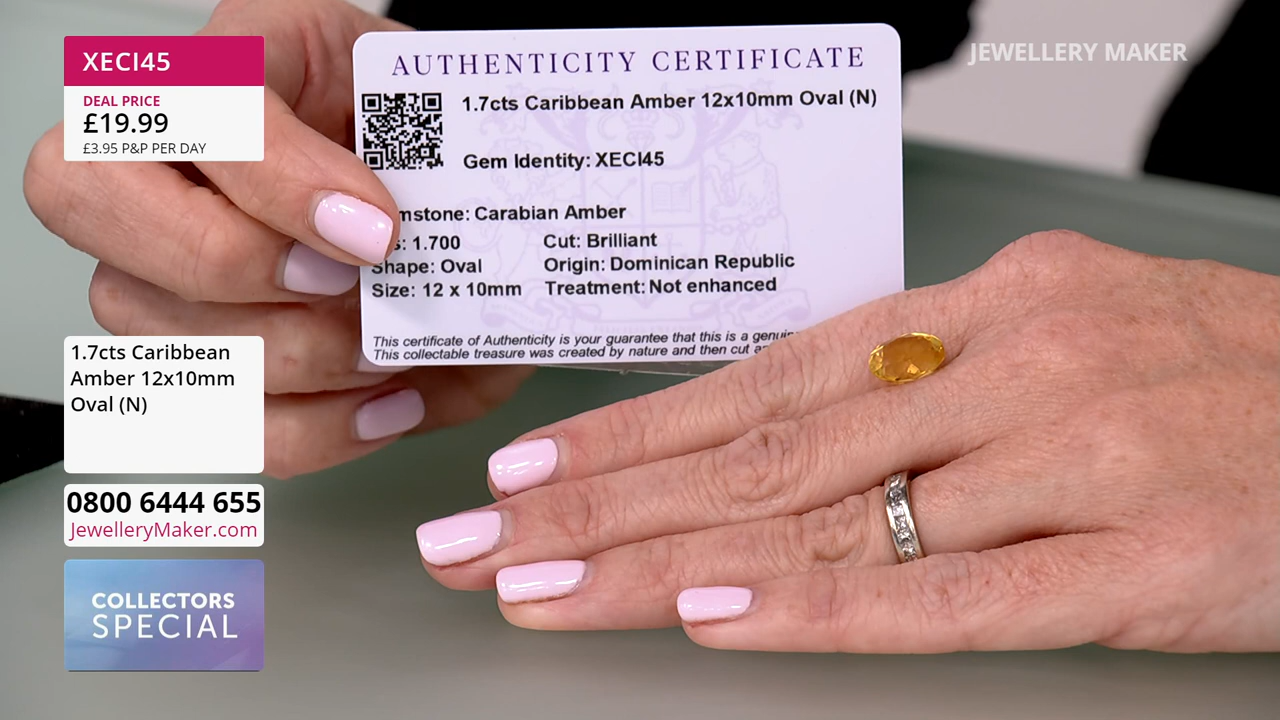 XECI45
DEAL PRICE
£19.99
£3.95 P&P PER DAY
JEWELLERY MAKER
AUTHENTICITY CERTIFICATE
1.7cts Caribbean Amber 12x10mm Oval (N)
Gem Identity: XECI45
mstone: Carabian Amber
s: 1.700 Cut: Brilliant
Shape: Oval Origin: Dominican Republic
Size: 12 x 10mm Treatment: Not enhanced
This certificate of Authenticity is your guarantee that this is a genuin
This collectable treasure was created by nature and then cut a
1.7cts Caribbean
Amber 12x10mm
Oval (N)
0800 6444 655
JewelleryMaker.com
COLLECTORS
SPECIAL